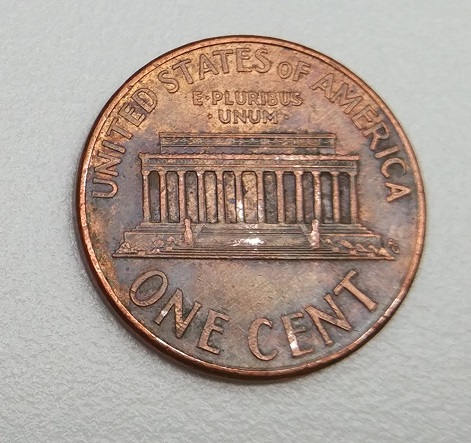 UNITED STATES OF AMERICA
E·PLURIBUS
·UNUM·
ONE CENT